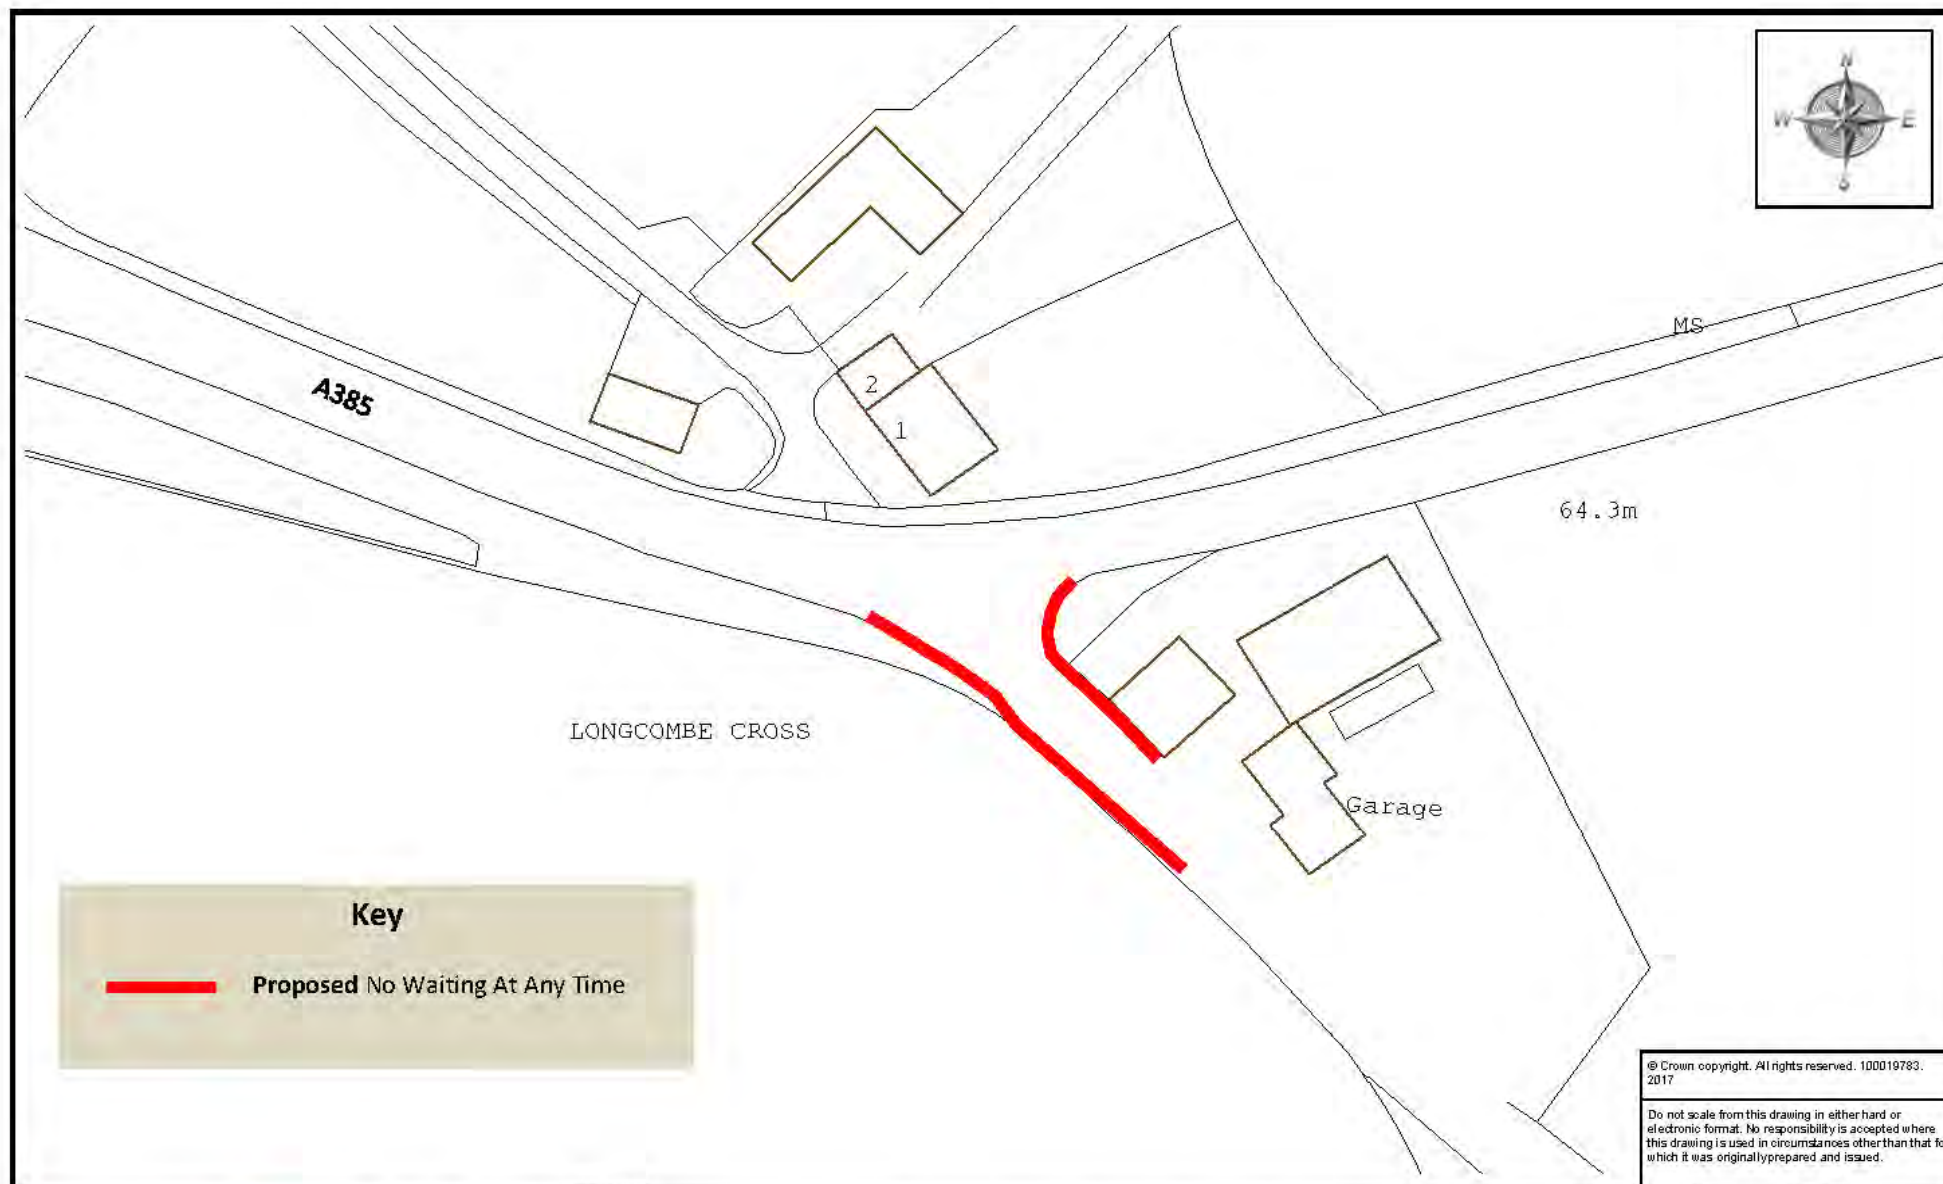 N
W E
S
A385
MS
2
1
64.3m
LONGCOMBE CROSS
Garage
Key
Proposed No Waiting At Any Time
© Crown copyright. All rights reserved. 100019783.
2017
Do not scale from this drawing in either hard or
electronic format. No responsibility is accepted where
this drawing is used in circumstances other than that fo
which it was originallyprepared and issued.